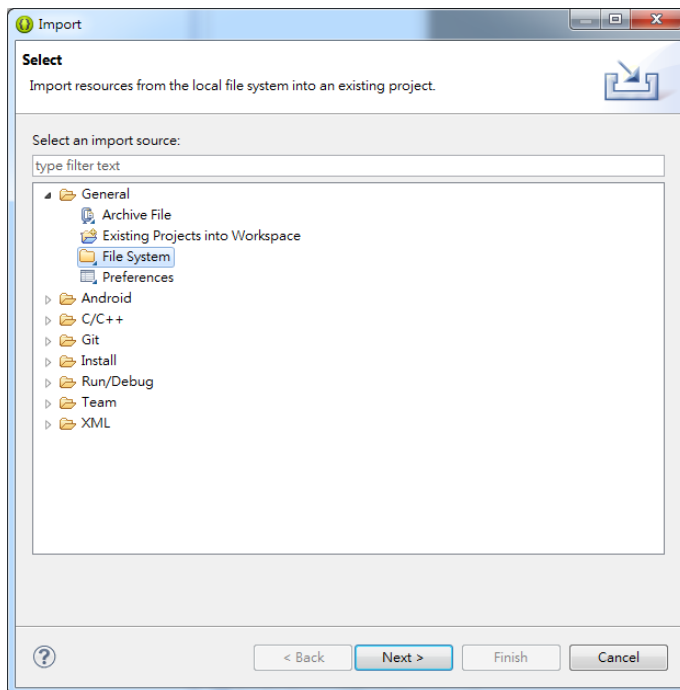 Import
Select
Import resources from the local file system into an existing project.
Select an import source:
type filter text
General
Archive File
Existing Projects into Workspace
File System
Preferences
Android
C/C++
Git
Install
Run/Debug
Team
XML
?
< Back
Next >
Finish
Cancel